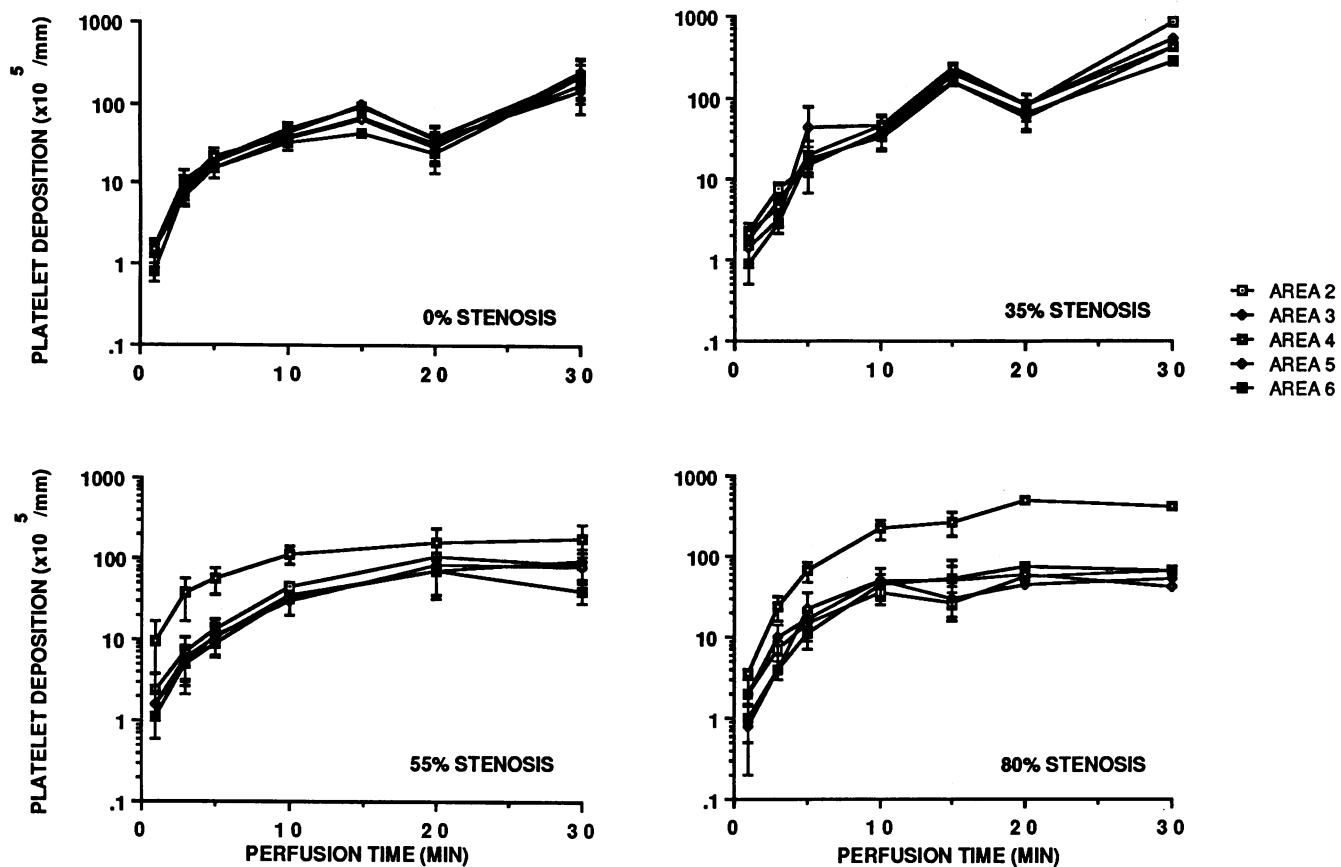 1000
100
10
1
.1
PLATELET DEPOSITION (x10 5 /mm)
0% STENOSIS
0 10 20 30
1000
100
10
1
.1
35% STENOSIS
0 10 20 30
AREA 2
AREA 3
AREA 4
AREA 5
AREA 6
1000
100
10
1
.1
PLATELET DEPOSITION (x10 5 /mm)
55% STENOSIS
0 10 20 30
PERFUSION TIME (MIN)
1000
100
10
1
.1
80% STENOSIS
0 10 20 30
PERFUSION TIME (MIN)